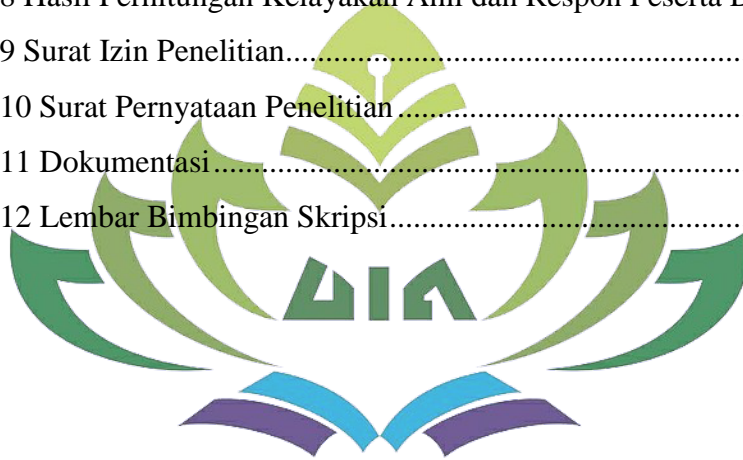 8 Hasil Perhitungan Kelayakan Ahli dan Respon Peserta
9 Surat Izin Penelitian...........................................................
10 Surat Pernyataan Penelitian...........................................
11 Dokumentasi.....................................................................
12 Lembar Bimbingan Skripsi............................................
UIN